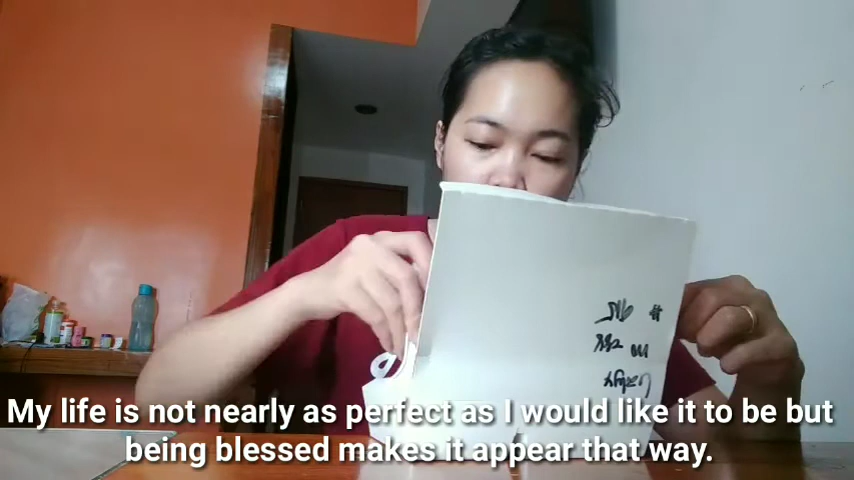 My life is not nearly as perfect as I would like it to be but
being blessed makes it appear that way.